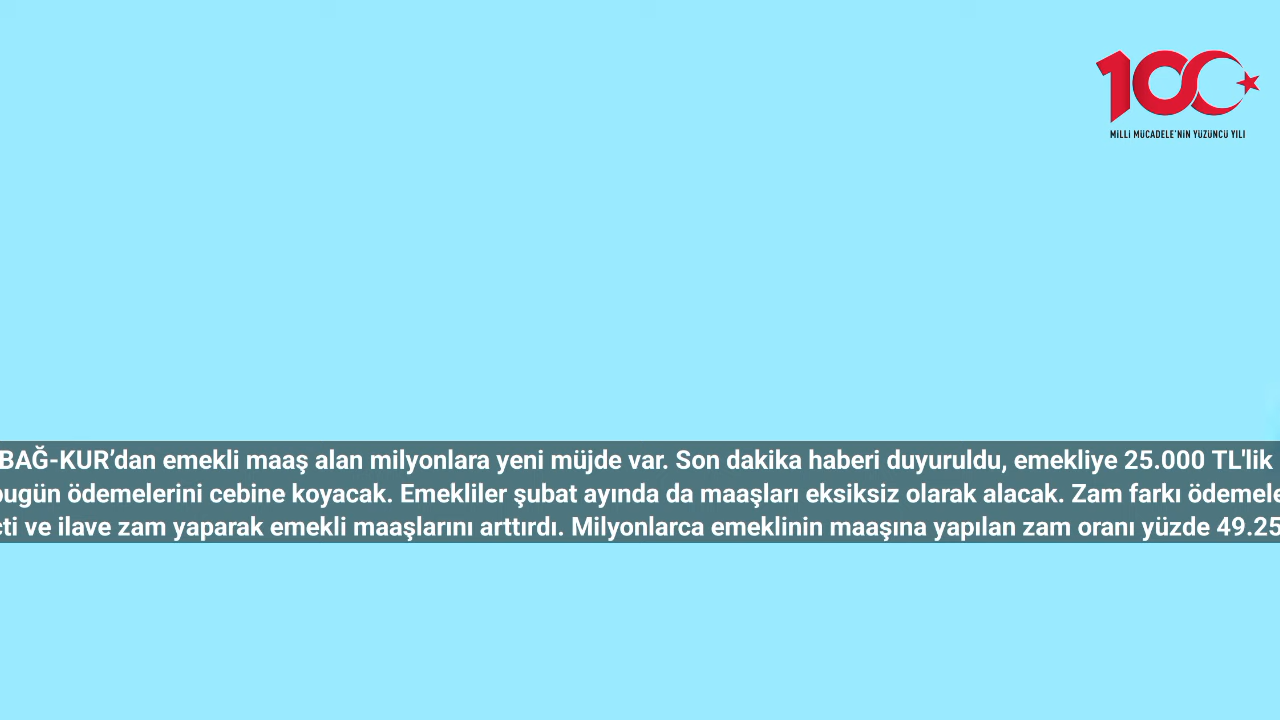 100
MİLLİ MÜCADELE'NİN YÜZÜNCÜ YILI
BAĞ-KUR’dan emekli maaş alan milyonlara yeni müjde var. Son dakika haberi duyuruldu, emekliye 25.000 TL'lik
bugün ödemelerini cebine koyacak. Emekliler şubat ayında da maaşları eksiksiz olarak alacak. Zam farkı
ve ilave zam yaparak emekli maaşlarını arttırdı. Milyonlarca emeklinin maaşına yapılan zam oranı yüzde 49.25